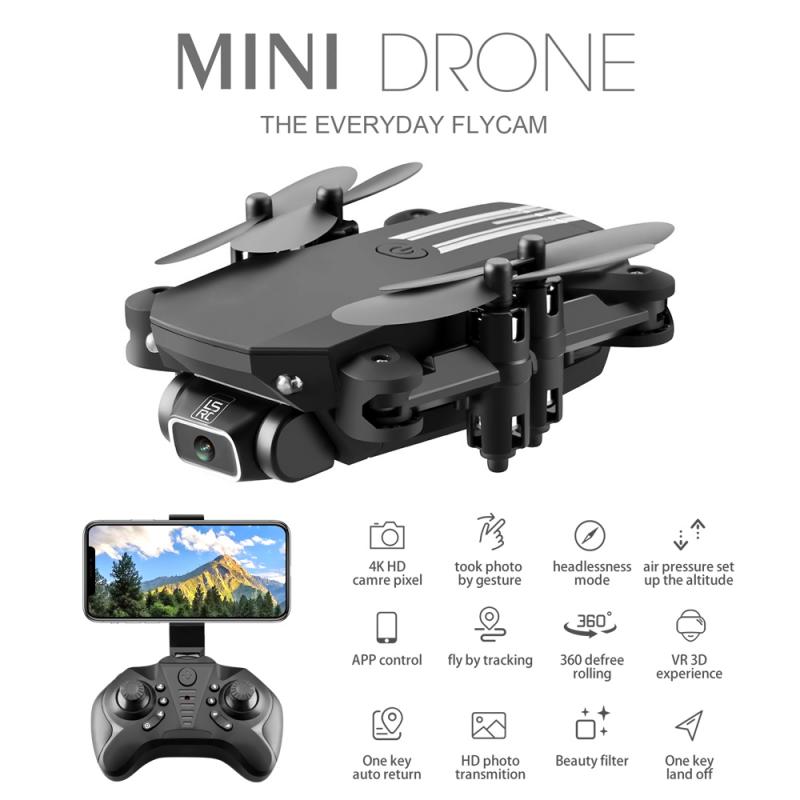 MINI DRONE
THE EVERYDAY FLYCAM
LS
RC
4K HD
camre pixel
took photo
by gesture
headlessness
mode
air pressure set
up the altitude
APP control
fly by tracking
360°
360 defree
rolling
VR 3D
experience
One key
auto return
HD photo
transmition
Beauty filter
One key
land off